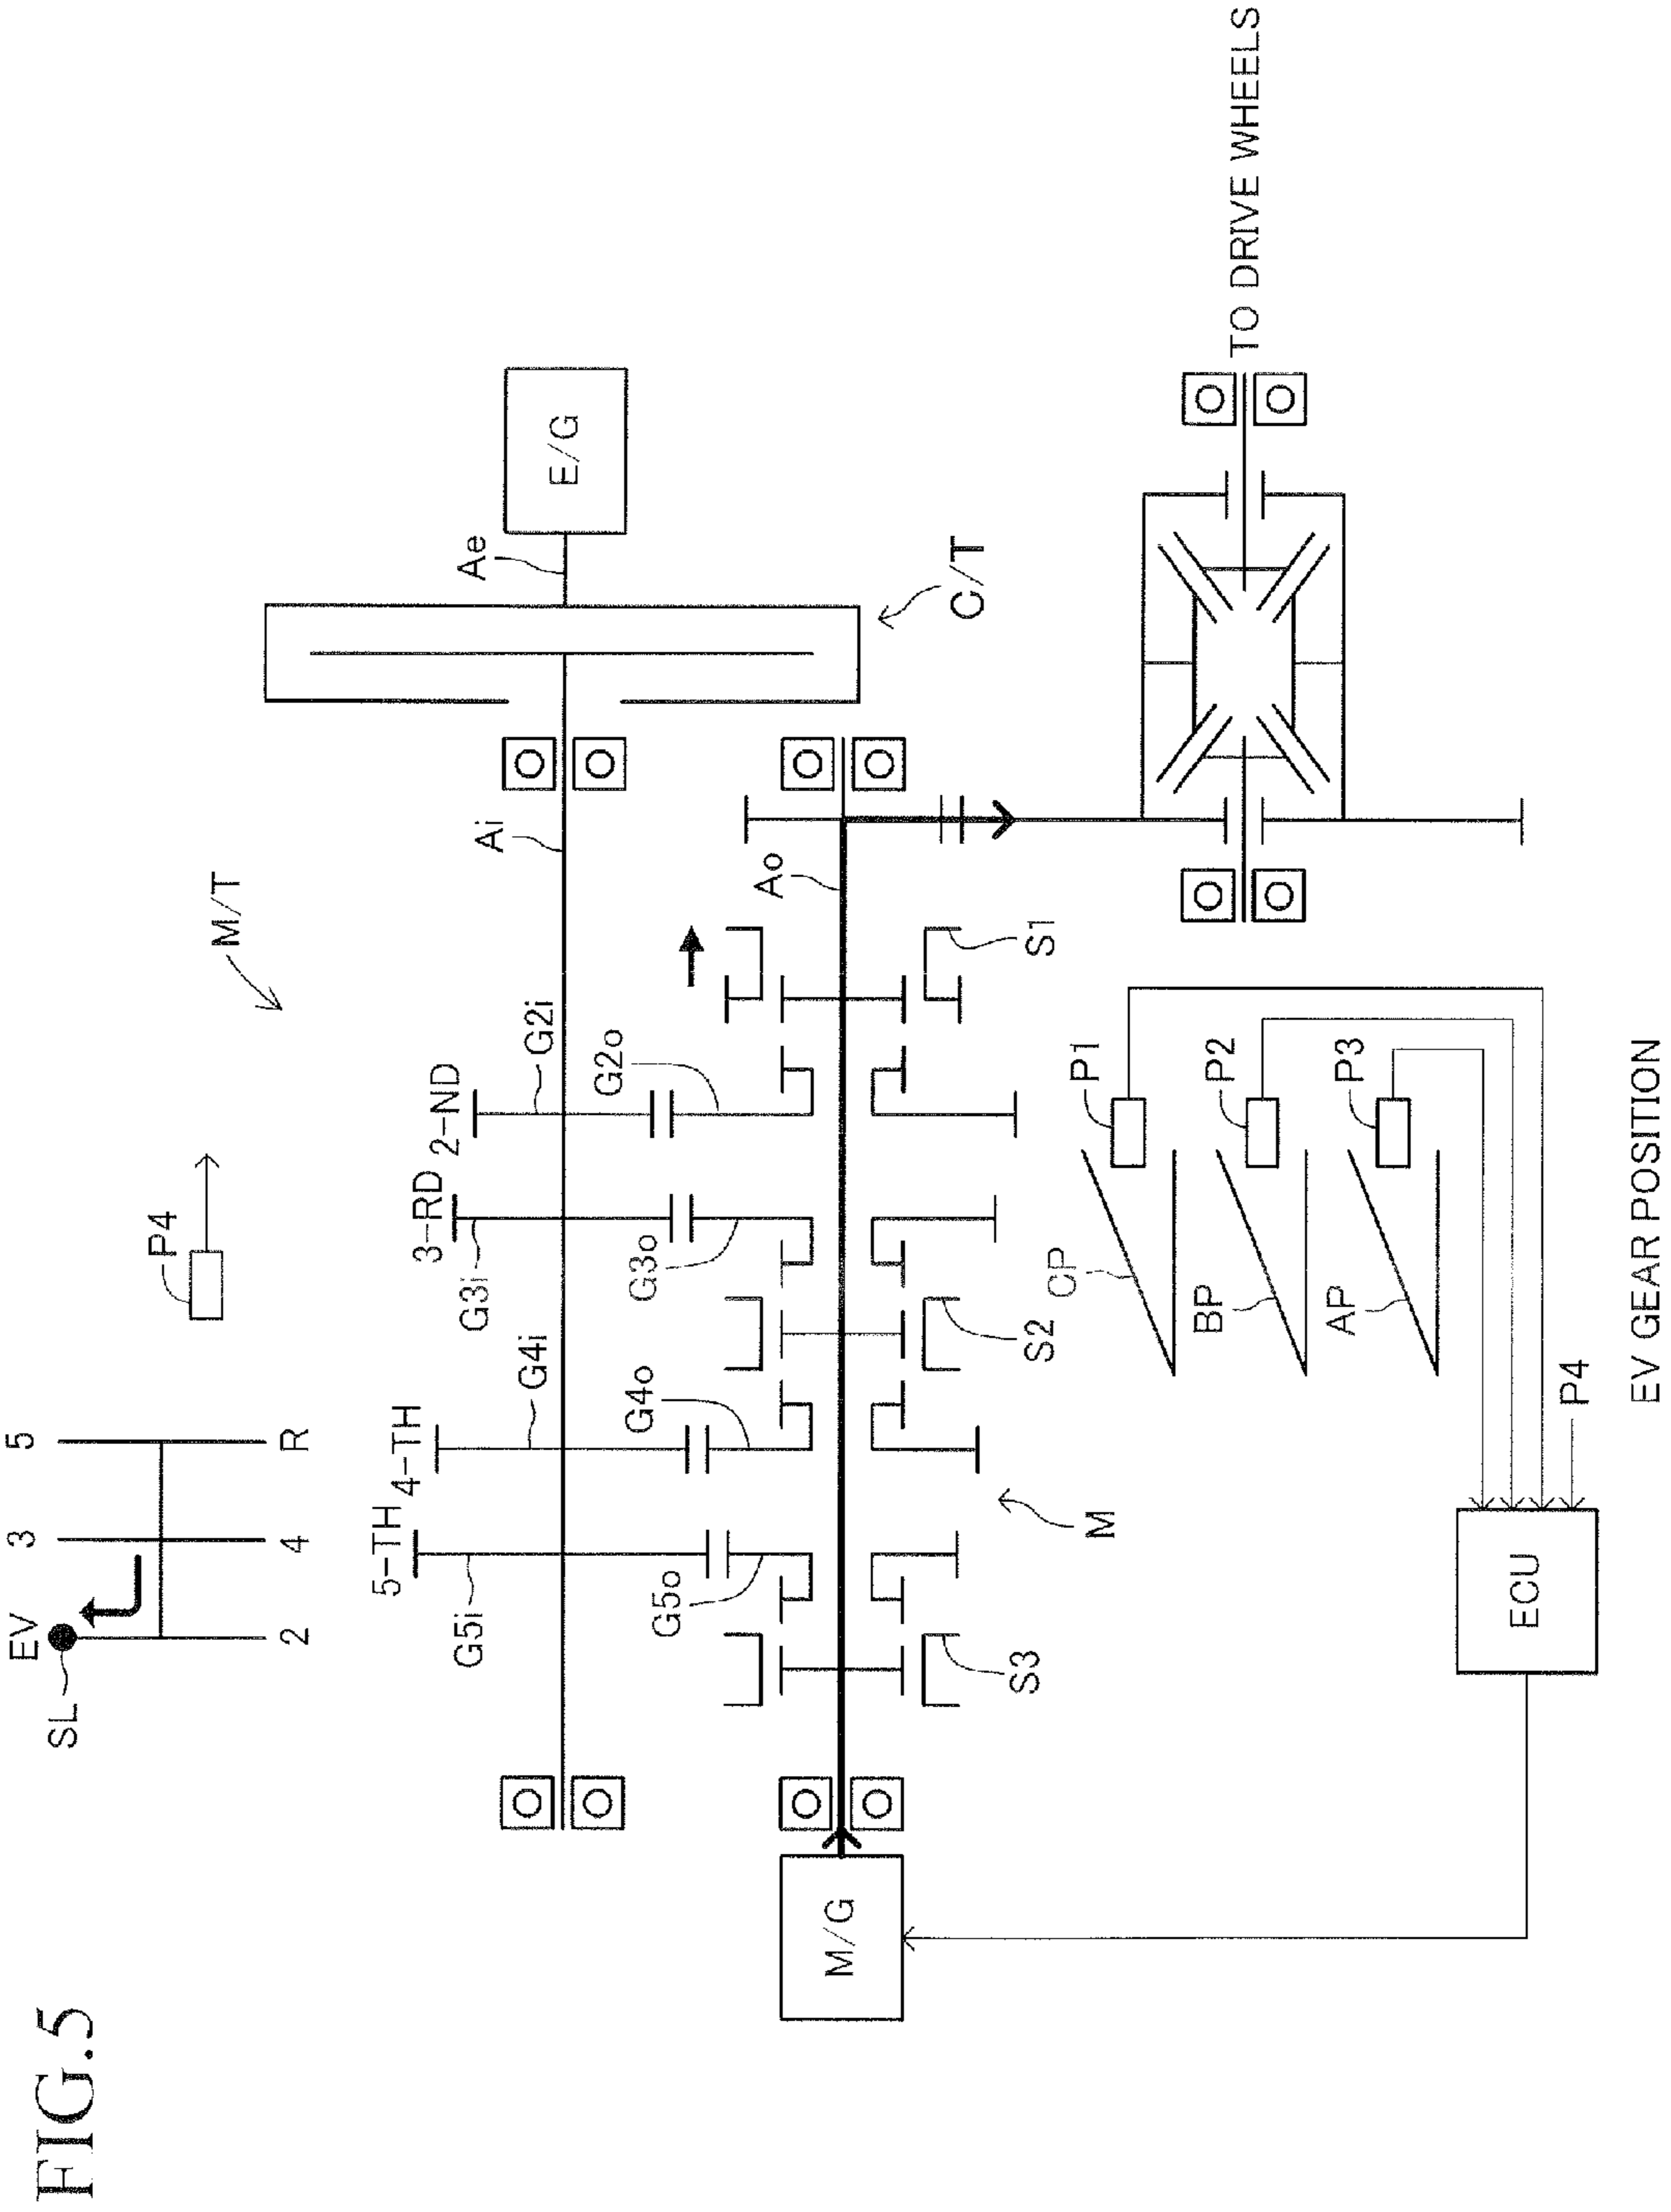 FIG.5
EV 3 5
SL
2 4 R
P4
M/T
5-TH 4-TH 3-RD 2-ND
G5i G4i G3i G2i
Ai
Ae
E/G
G5o G4o G3o G2o
Ao
C/T
M/G
S3 S2 S1
M
CP P1
BP P2
AP P3
TO DRIVE WHEELS
ECU
P4
EV GEAR POSITION